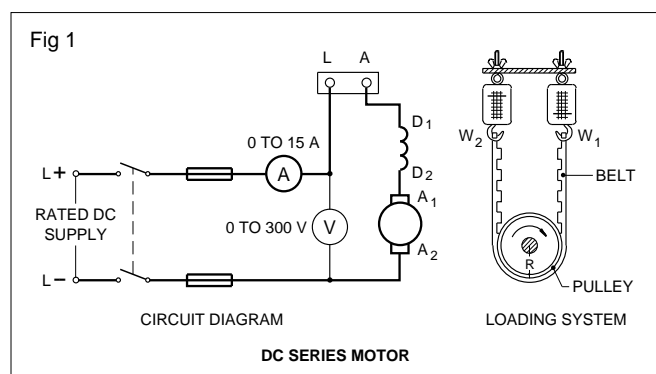 Fig 1
L A
D1
0 TO 15 A
D2
L+
A
A1
RATED DC
SUPPLY
0 TO 300 V
V
A2
L−
CIRCUIT DIAGRAM
W2
W1
BELT
R
PULLEY
LOADING SYSTEM
DC SERIES MOTOR